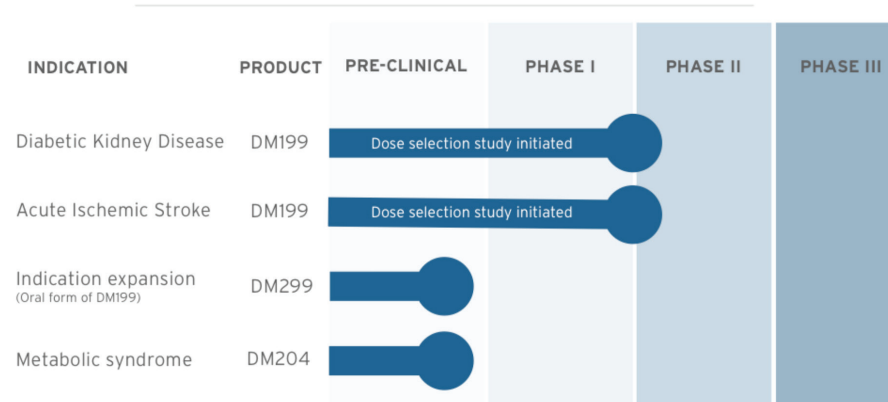 INDICATION PRODUCT PRE-CLINICAL PHASE I PHASE II PHASE III
Diabetic Kidney Disease DM199 Dose selection study initiated
Acute Ischemic Stroke DM199 Dose selection study initiated
Indication expansion
(Oral form of DM199) DM299
Metabolic syndrome DM204